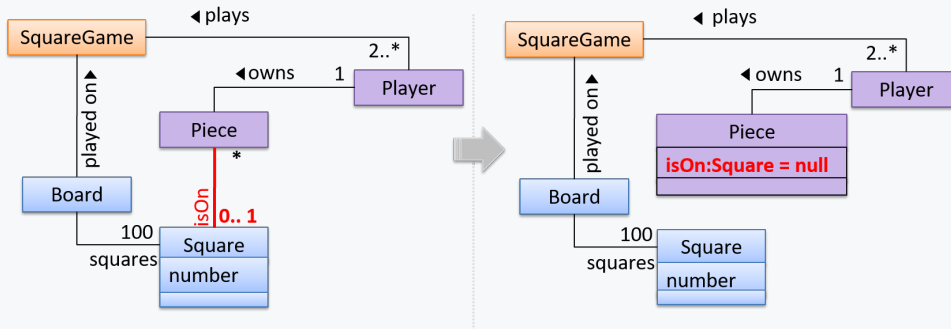 ◄ plays
SquareGame
2..*
◄ owns
1
Player
played on ►
Piece
*
isOn
0.. 1
Board
100
squares
Square
number
◄ plays
SquareGame
2..*
◄ owns
1
Player
played on ►
Piece
isOn:Square = null
Board
100
squares
Square
number